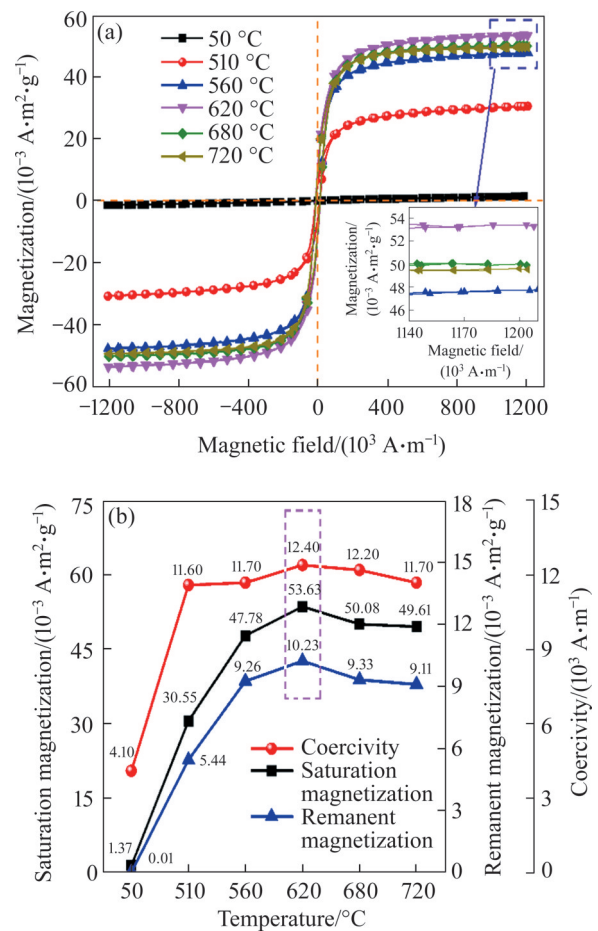 (a)
50 °C
510 °C
560 °C
620 °C
680 °C
720 °C
Magnetization/(10⁻³ A·m²·g⁻¹)
60
40
20
0
−20
−40
−60
−1200
−800
−400
0
400
800
1200
Magnetic field/(10³ A·m⁻¹)
Magnetization/
(10⁻³ A·m²·g⁻¹)
54
52
50
48
46
1140
1170
1200
Magnetic field/
(10³ A·m⁻¹)
(b)
Saturation magnetization/(10⁻³ A·m²·g⁻¹)
75
60
45
30
15
0
4.10
11.60
11.70
12.40
12.20
11.70
1.37
30.55
47.78
53.63
50.08
49.61
0.01
5.44
9.26
10.23
9.33
9.11
Coercivity
Saturation
magnetization
Remanent
magnetization
50
510
560
620
680
720
Temperature/°C
18
15
12
9
6
3
0
Remanent magnetization/(10⁻³ A·m²·g⁻¹)
15
12
9
6
3
0
Coercivity/(10³ A·m⁻¹)